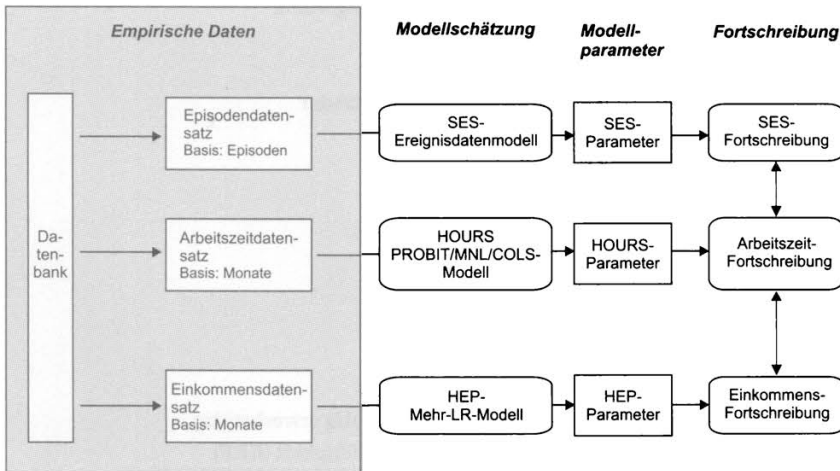 Empirische Daten
Modellschätzung
Modell-
parameter
Fortschreibung
Da-
ten-
bank
Episodendaten-
satz
Basis: Episoden
SES-
Ereignisdatenmodell
SES-
Parameter
SES-
Fortschreibung
Arbeitszeitdaten-
satz
Basis: Monate
HOURS
PROBIT/MNL/COLS-
Modell
HOURS-
Parameter
Arbeitszeit-
Fortschreibung
Einkommensdaten-
satz
Basis: Monate
HEP-
Mehr-LR-Modell
HEP-
Parameter
Einkommens-
Fortschreibung